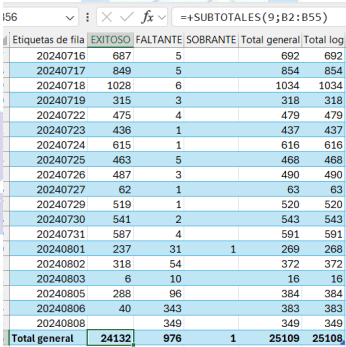 B56 fx =+SUBTOTALES(9;B2:B55)
Etiquetas de fila EXITOSO FALTANTE SOBRANTE Total general Total log
20240716 687 5 692 692
20240717 849 5 854 854
20240718 1028 6 1034 1034
20240719 315 3 318 318
20240722 475 4 479 479
20240723 436 1 437 437
20240724 615 1 616 616
20240725 463 5 468 468
20240726 487 3 490 490
20240727 62 1 63 63
20240729 519 1 520 520
20240730 541 2 543 543
20240731 587 4 591 591
20240801 237 31 1 269 268
20240802 318 54 372 372
20240803 6 10 16 16
20240805 288 96 384 384
20240806 40 343 383 383
20240808 349 349 349
Total general 24132 976 1 25109 25108